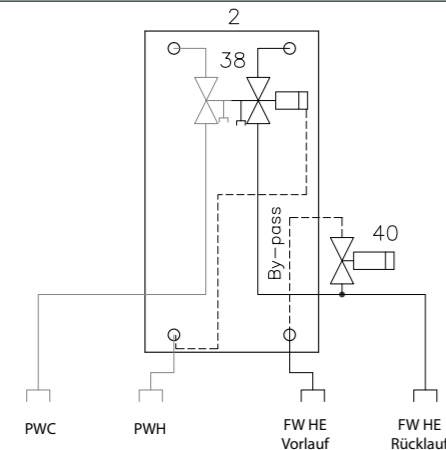 2
38
By-pass
40
PWC
PWH
FW HE
Vorlauf
FW HE
Rücklauf